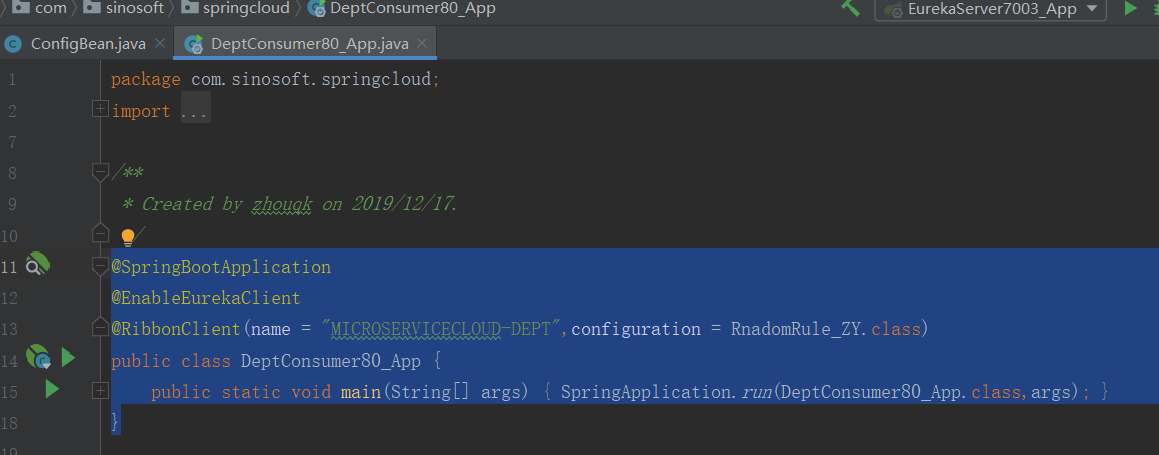 com sinosoft springcloud DeptConsumer80_App EurekaServer7003_App
ConfigBean.java DeptConsumer80_App.java
1 package com.sinosoft.springcloud;
2 import ...
7
8 /**
9 * Created by zhouqk on 2019/12/17.
10 /
11 @SpringBootApplication
12 @EnableEurekaClient
13 @RibbonClient(name = "MICROSERVICECLOUD-DEPT",configuration = RnadomRule_ZY.class)
14 public class DeptConsumer80_App {
15 public static void main(String[] args) { SpringApplication.run(DeptConsumer80_App.class,args); }
18 }
19